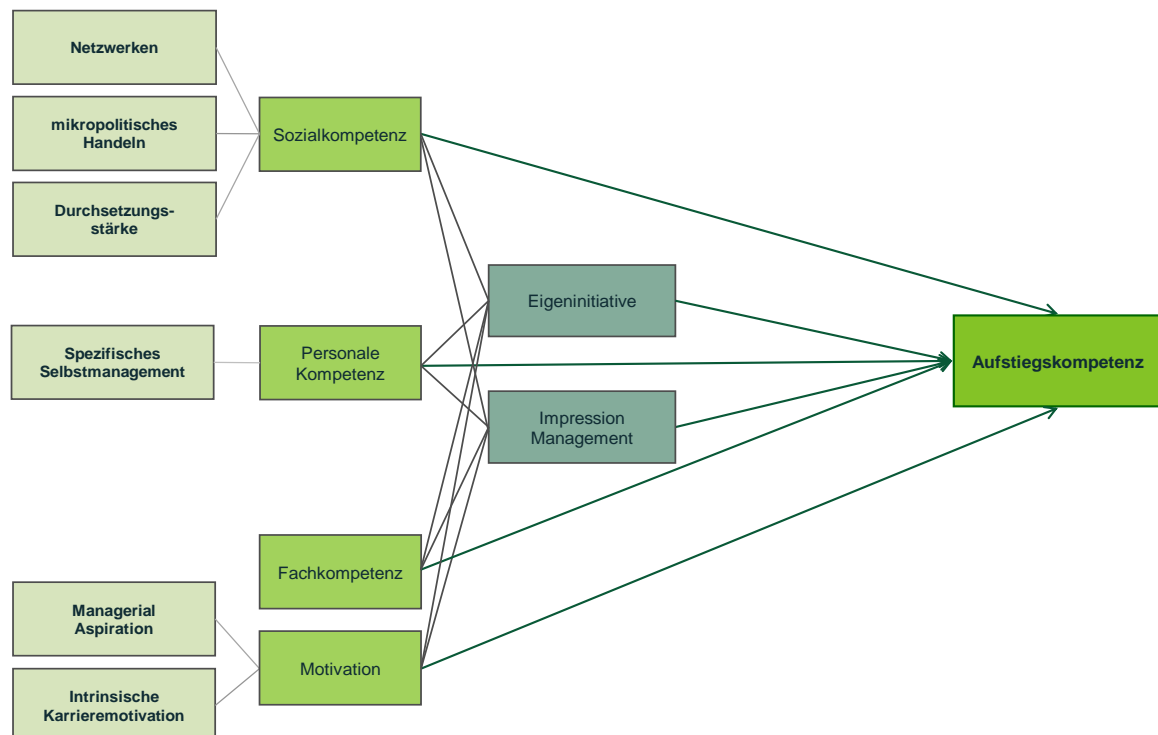 Netzwerken
mikropolitisches
Handeln
Durchsetzungs-
stärke
Sozialkompetenz
Eigeninitiative
Spezifisches
Selbstmanagement
Personale
Kompetenz
Impression
Management
Aufstiegskompetenz
Fachkompetenz
Managerial
Aspiration
Motivation
Intrinsische
Karrieremotivation